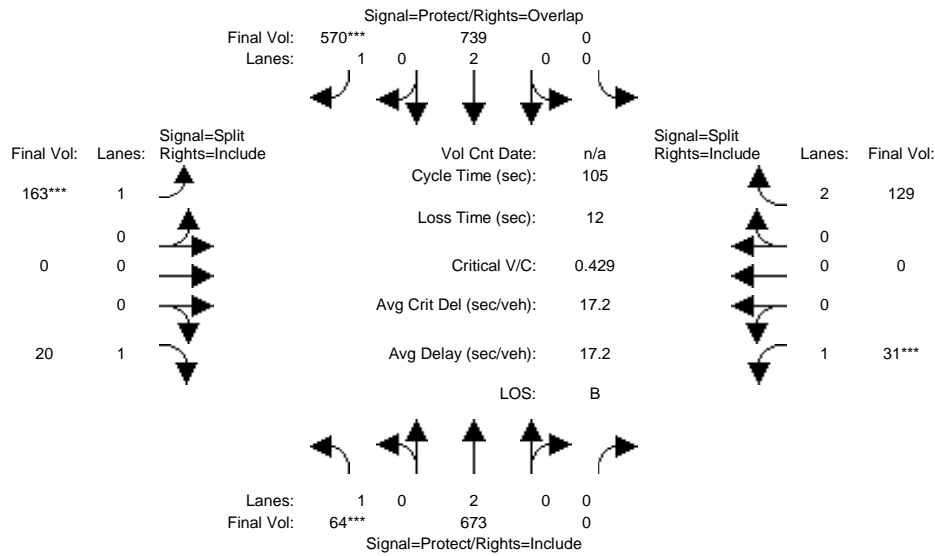 Signal=Protect/Rights=Overlap
Final Vol: 570*** 739 0
Lanes: 1 0 2 0 0
Signal=Split Signal=Split
Final Vol: Lanes: Rights=Include Vol Cnt Date: n/a Rights=Include Lanes: Final Vol:
Cycle Time (sec): 105
163*** 1 2 129
Loss Time (sec): 12
0 0
0 0 Critical V/C: 0.429 0 0
0 Avg Crit Del (sec/veh): 17.2 0
20 1 Avg Delay (sec/veh): 17.2 1 31***
LOS: B
Lanes: 1 0 2 0 0
Final Vol: 64*** 673 0
Signal=Protect/Rights=Include